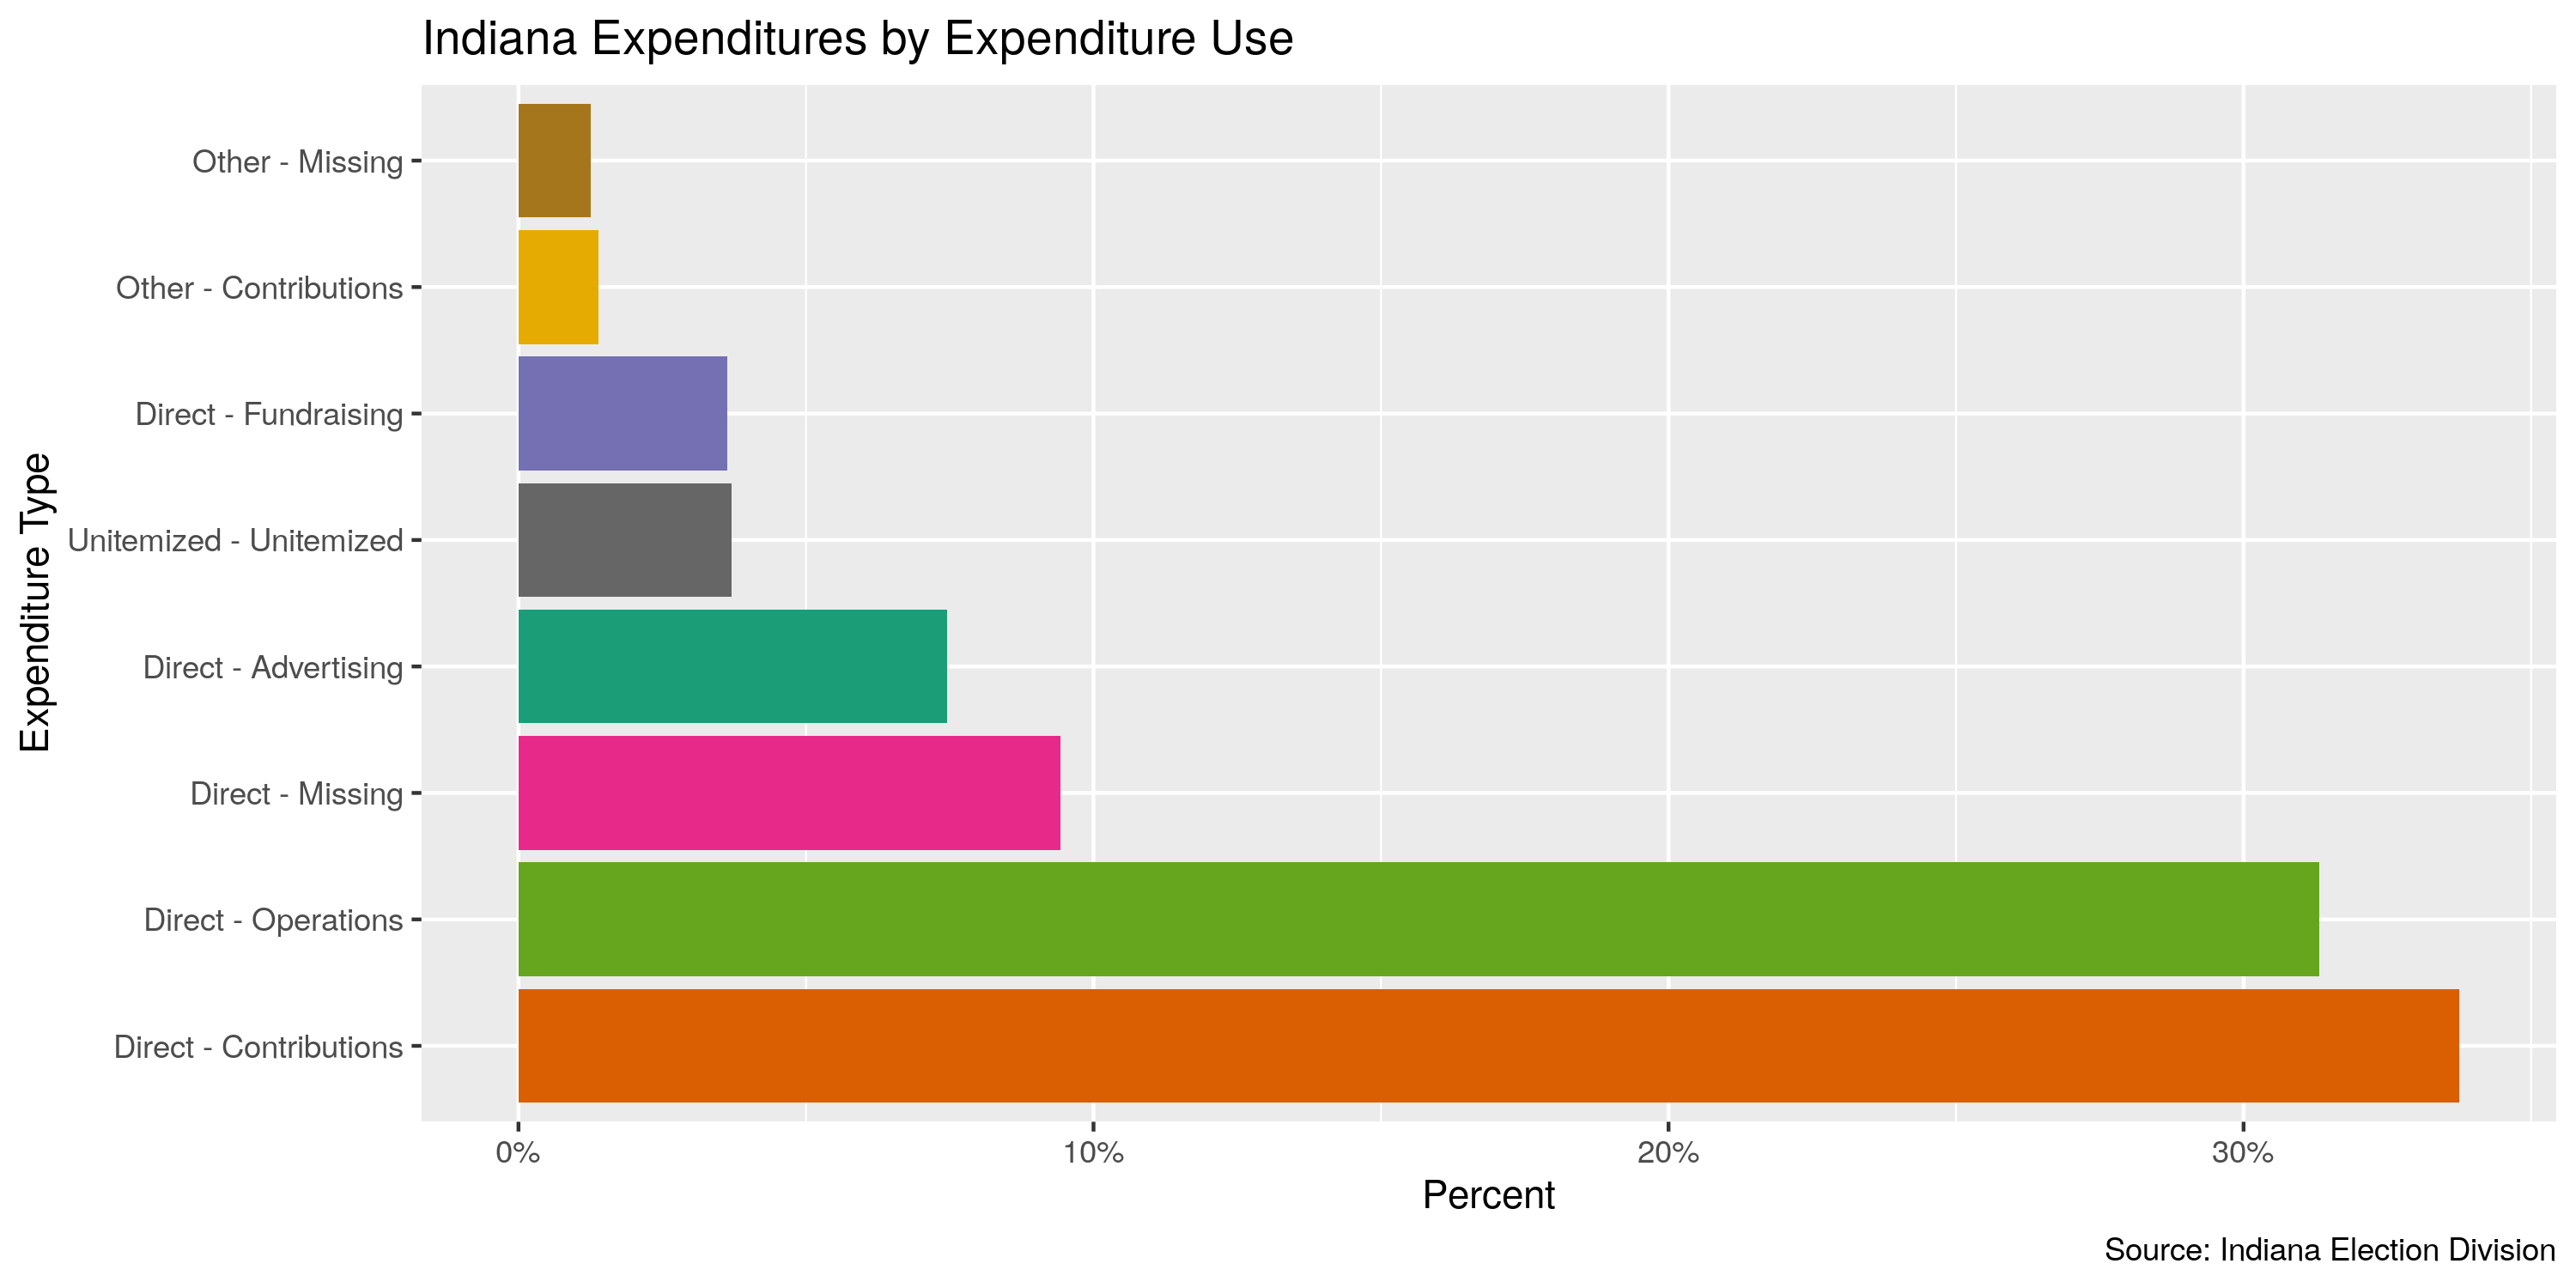 Indiana Expenditures by Expenditure Use
Expenditure Type
Other - Missing
Other - Contributions
Direct - Fundraising
Unitemized - Unitemized
Direct - Advertising
Direct - Missing
Direct - Operations
Direct - Contributions
0% 10% 20% 30%
Percent
Source: Indiana Election Division